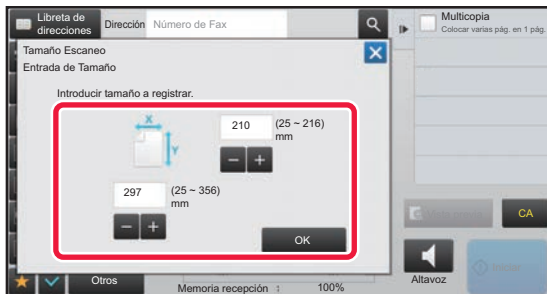 Libreta de
direcciones
Dirección
Número de Fax
Multicopia
Colocar varias pág. en 1 pág.
Tamaño Escaneo
Entrada de Tamaño
Introducir tamaño a registrar.
X
Y
210
(25 ~ 216)
mm
297
(25 ~ 356)
mm
OK
CA
Otros
Memoria recepción : 100%
Altavoz